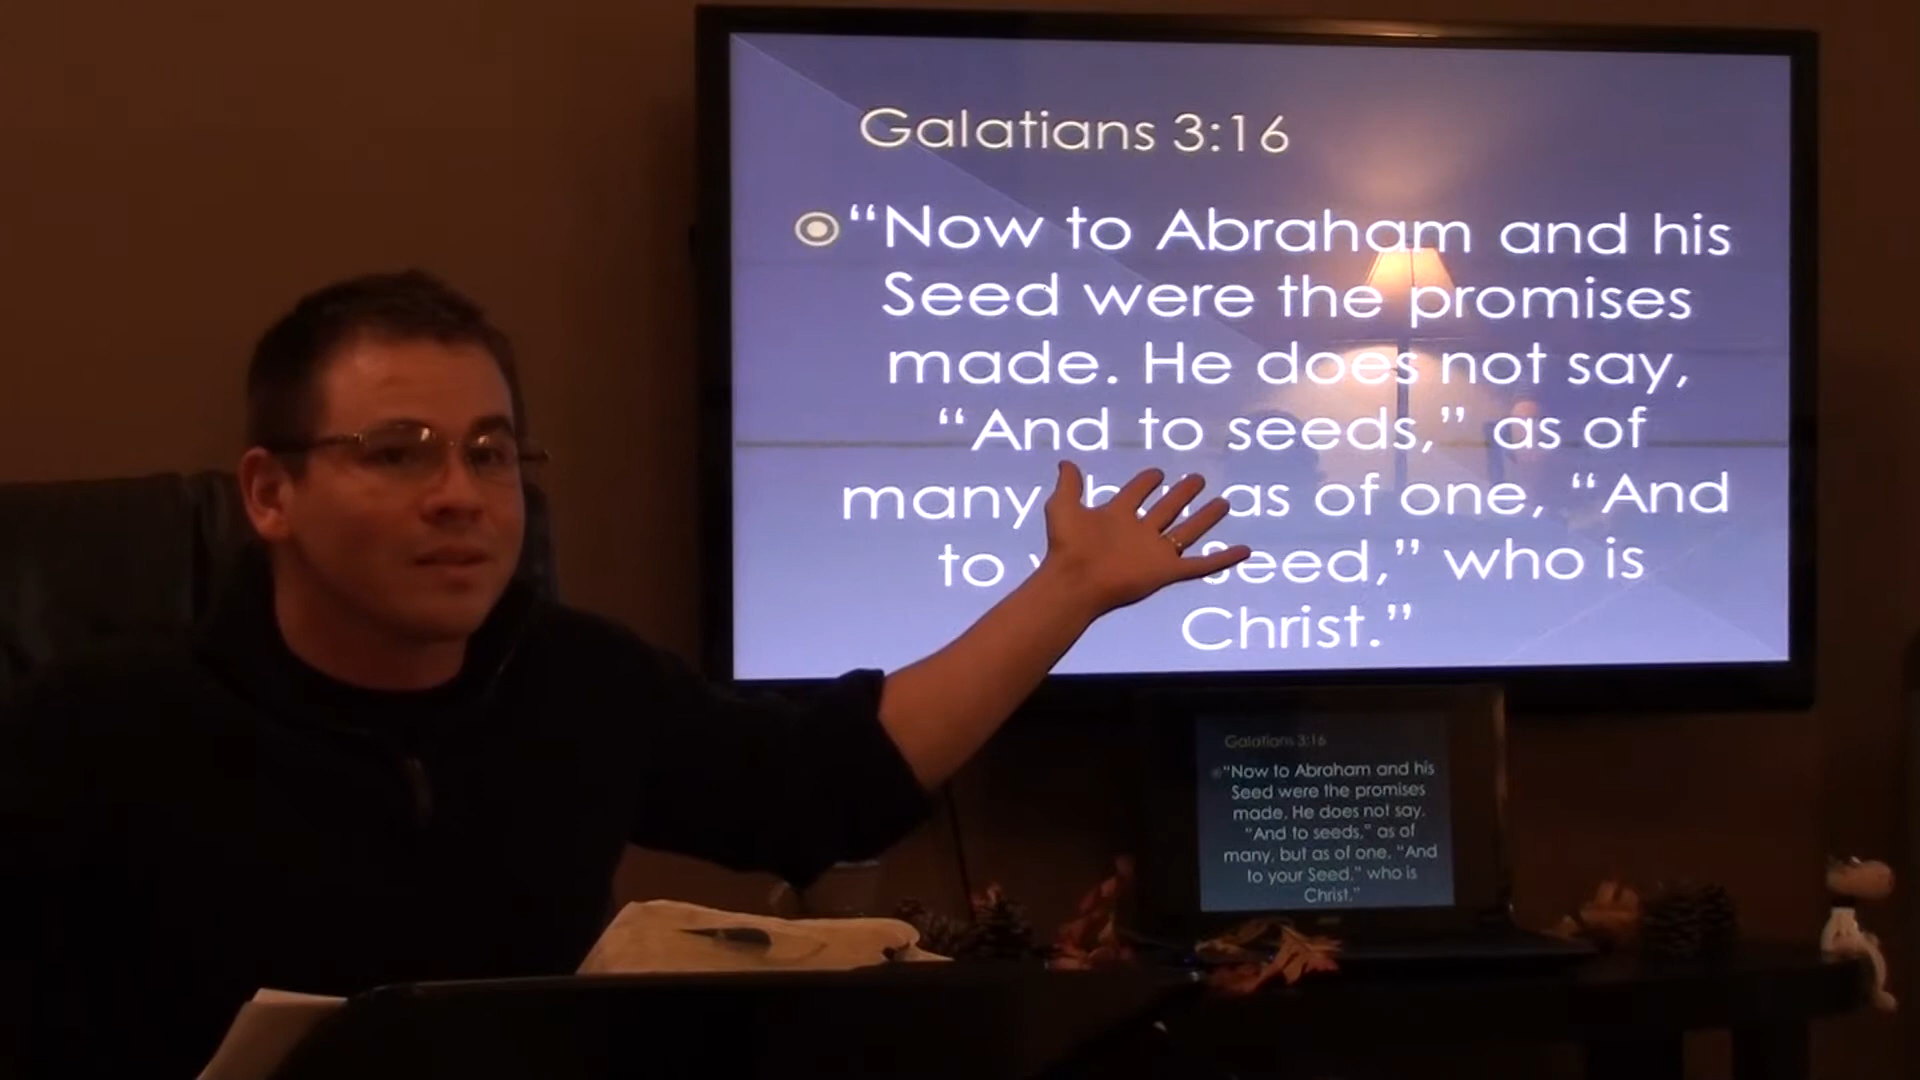 Galatians 3:16
“Now to Abraham and his
Seed were the promises
made. He does not say,
“And to seeds,” as of
many, but as of one, “And
to your Seed,” who is
Christ.”
Galatians 3:16
“Now to Abraham and his
Seed were the promises
made. He does not say,
“And to seeds,” as of
many, but as of one, “And
to your Seed,” who is
Christ.”